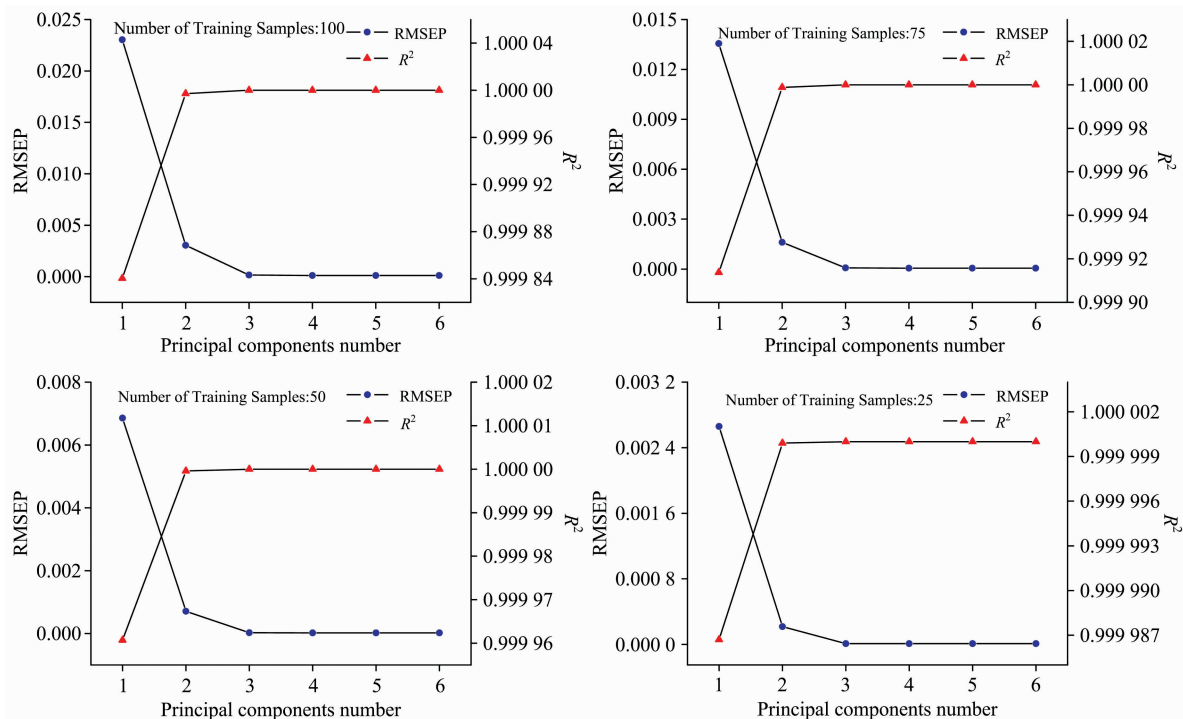 Number of Training Samples:100
RMSEP
R²
0.025
0.020
0.015
0.010
0.005
0.000
RMSEP
1.000 04
1.000 00
0.999 96
0.999 92
0.999 88
0.999 84
R²
1 2 3 4 5 6
Principal components number
Number of Training Samples:75
RMSEP
R²
0.015
0.012
0.009
0.006
0.003
0.000
RMSEP
1.000 02
1.000 00
0.999 98
0.999 96
0.999 94
0.999 92
0.999 90
R²
1 2 3 4 5 6
Principal components number
Number of Training Samples:50
RMSEP
R²
0.008
0.006
0.004
0.002
0.000
RMSEP
1.000 02
1.000 01
1.000 00
0.999 99
0.999 98
0.999 97
0.999 96
R²
1 2 3 4 5 6
Principal components number
Number of Training Samples:25
RMSEP
R²
0.003 2
0.002 4
0.001 6
0.000 8
0.000 0
RMSEP
1.000 002
0.999 999
0.999 996
0.999 993
0.999 990
0.999 987
R²
1 2 3 4 5 6
Principal components number